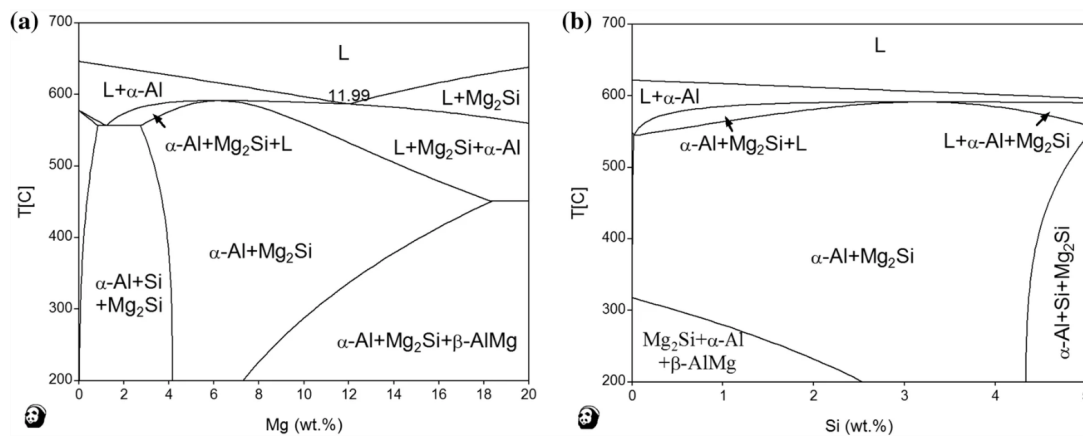 (a)
700
600
500
400
300
200
T[C]
L
11.99
L+α-Al
L+Mg₂Si
α-Al+Mg₂Si+L
L+Mg₂Si+α-Al
α-Al+Mg₂Si
α-Al+Si
+Mg₂Si
α-Al+Mg₂Si+β-AlMg
0 2 4 6 8 10 12 14 16 18 20
Mg (wt.%)
(b)
700
600
500
400
300
200
T[C]
L
L+α-Al
α-Al+Mg₂Si+L
L+α-Al+Mg₂Si
α-Al+Mg₂Si
α-Al+Si+Mg₂Si
Mg₂Si+α-Al
+β-AlMg
0 1 2 3 4 5
Si (wt.%)